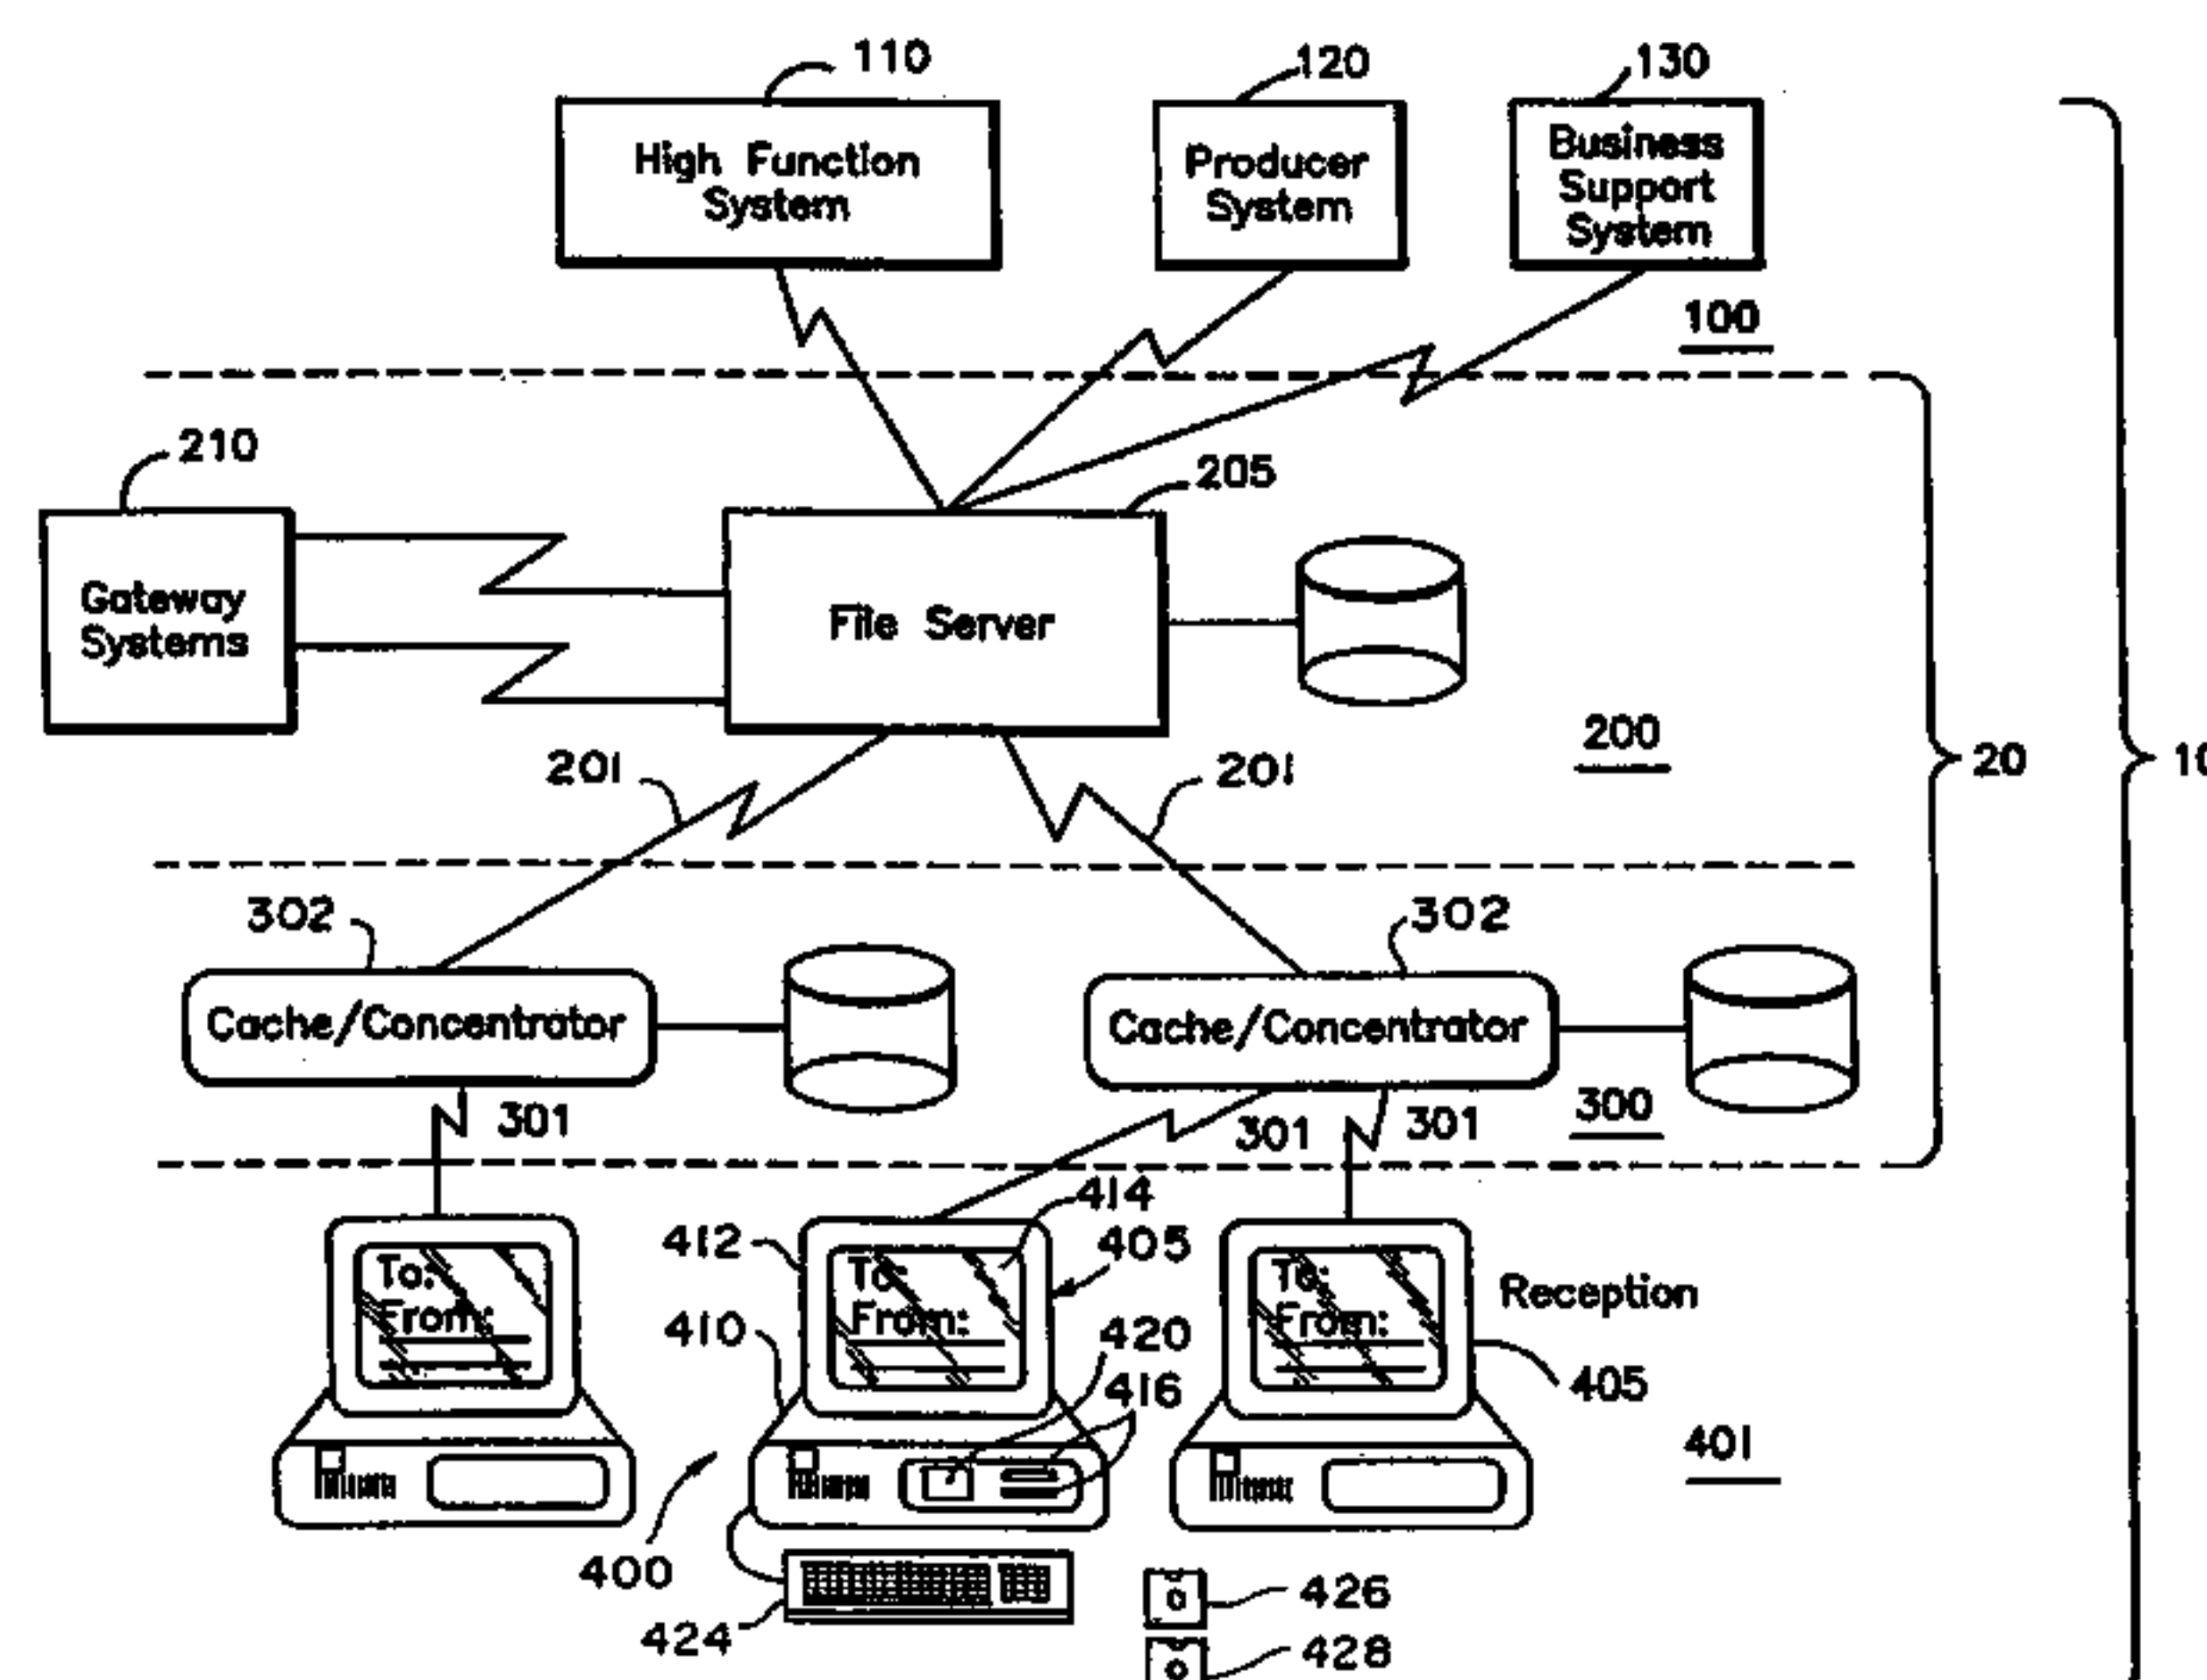 110
120
130
High Function
System
Producer
System
Business
Support
System
100
210
205
Gateway
Systems
File Server
200
20
10
201
201
302
302
Cache/Concentrator
Cache/Concentrator
301
301
301
300
414
412
405
To:
From:
To:
From:
To:
From:
Reception
410
420
416
405
401
400
424
426
428